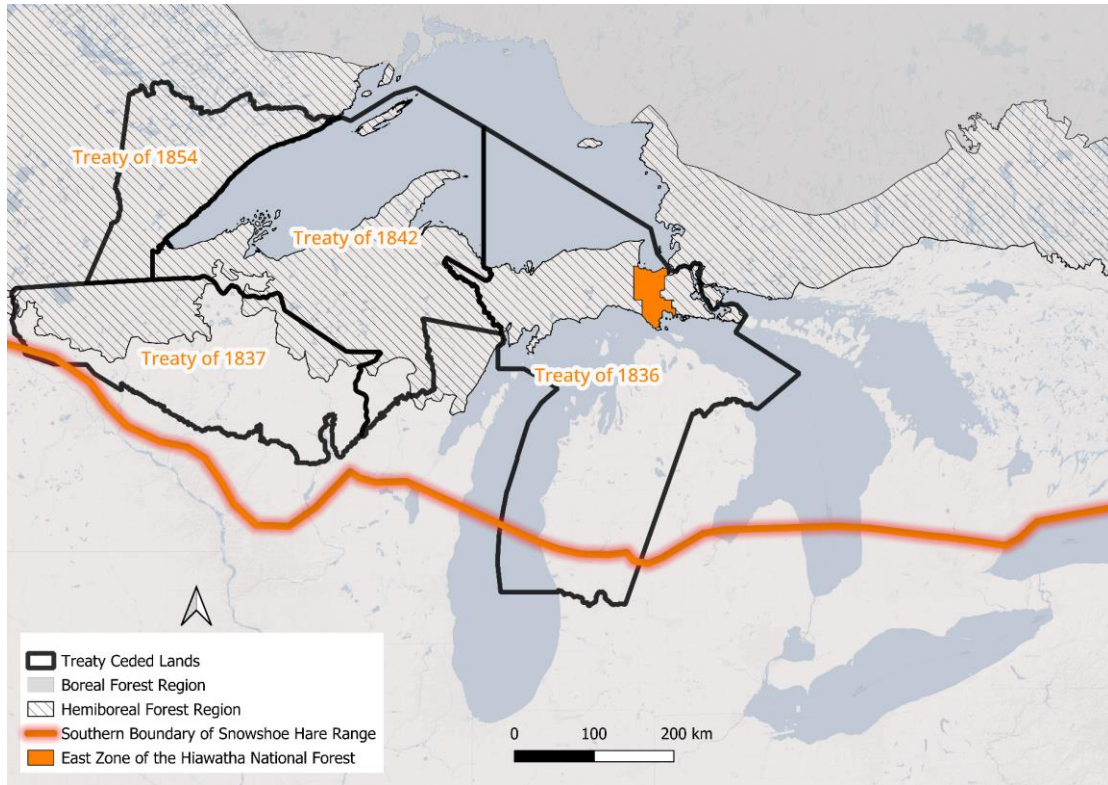 Treaty of 1854
Treaty of 1842
Treaty of 1837
Treaty of 1836
Treaty Ceded Lands
Boreal Forest Region
Hemiboreal Forest Region
Southern Boundary of Snowshoe Hare Range
East Zone of the Hiawatha National Forest
0 100 200 km